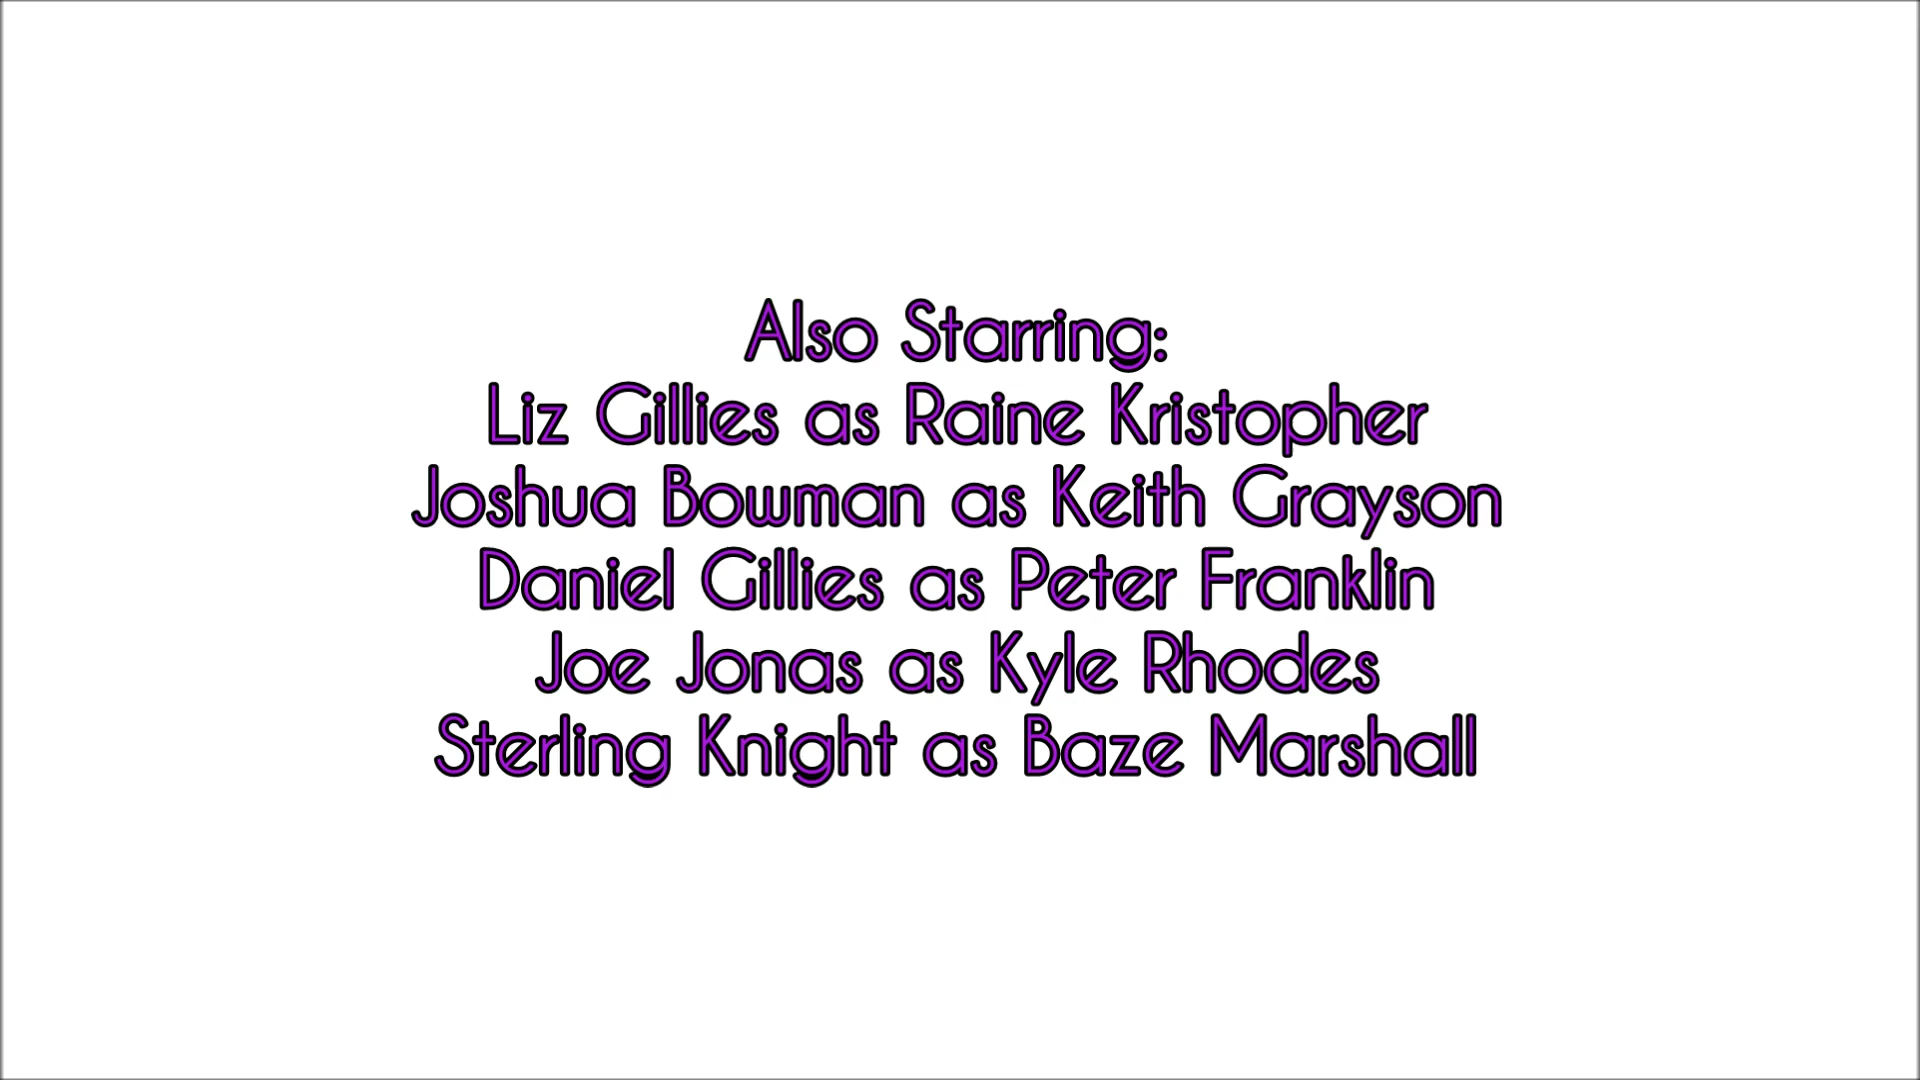 Also Starring:
Liz Gillies as Raine Kristopher
Joshua Bowman as Keith Grayson
Daniel Gillies as Peter Franklin
Joe Jonas as Kyle Rhodes
Sterling Knight as Baze Marshall